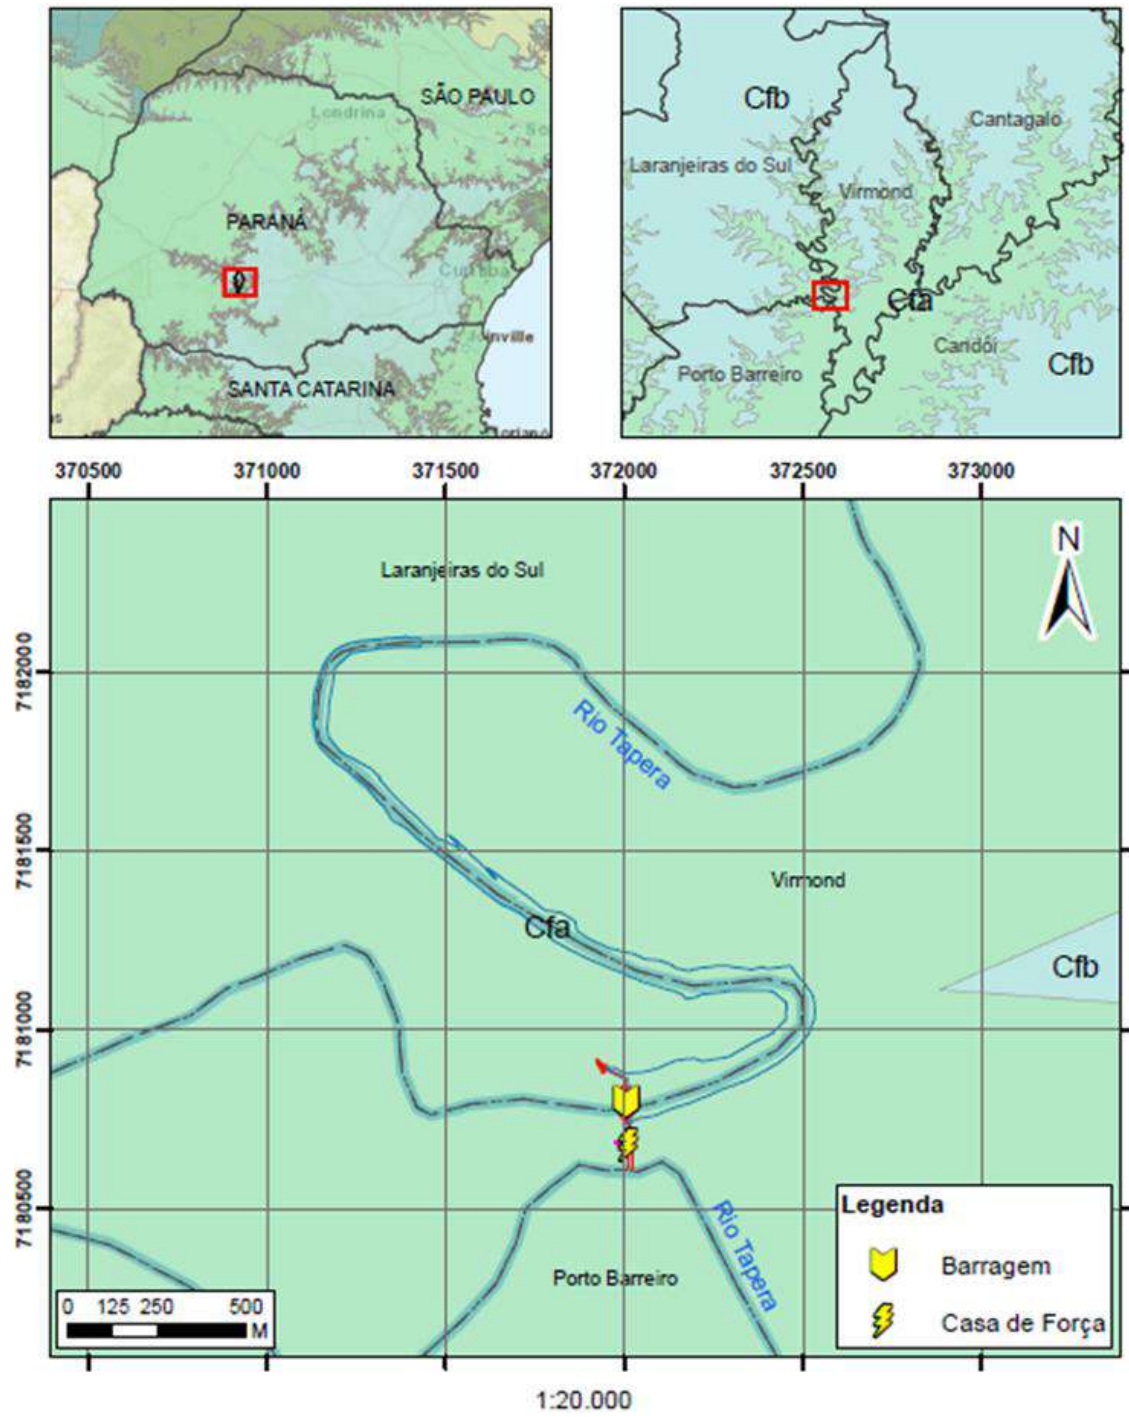 SÃO PAULO
Londrina
PARANÁ
SANTA CATARINA
Cfb
Cantagalo
Laranjeiras do Sul
Virmond
Cfa
Candói
Porto Barreiro
Cfb
370500 371000 371500 372000 372500 373000
Laranjeiras do Sul
N
7182000
Rio Tapera
7181500
Virmond
Cfa
Cfb
7181000
7180500
Rio Tapera
Porto Barreiro
Legenda
Barragem
Casa de Força
0 125 250 500
M
1:20.000